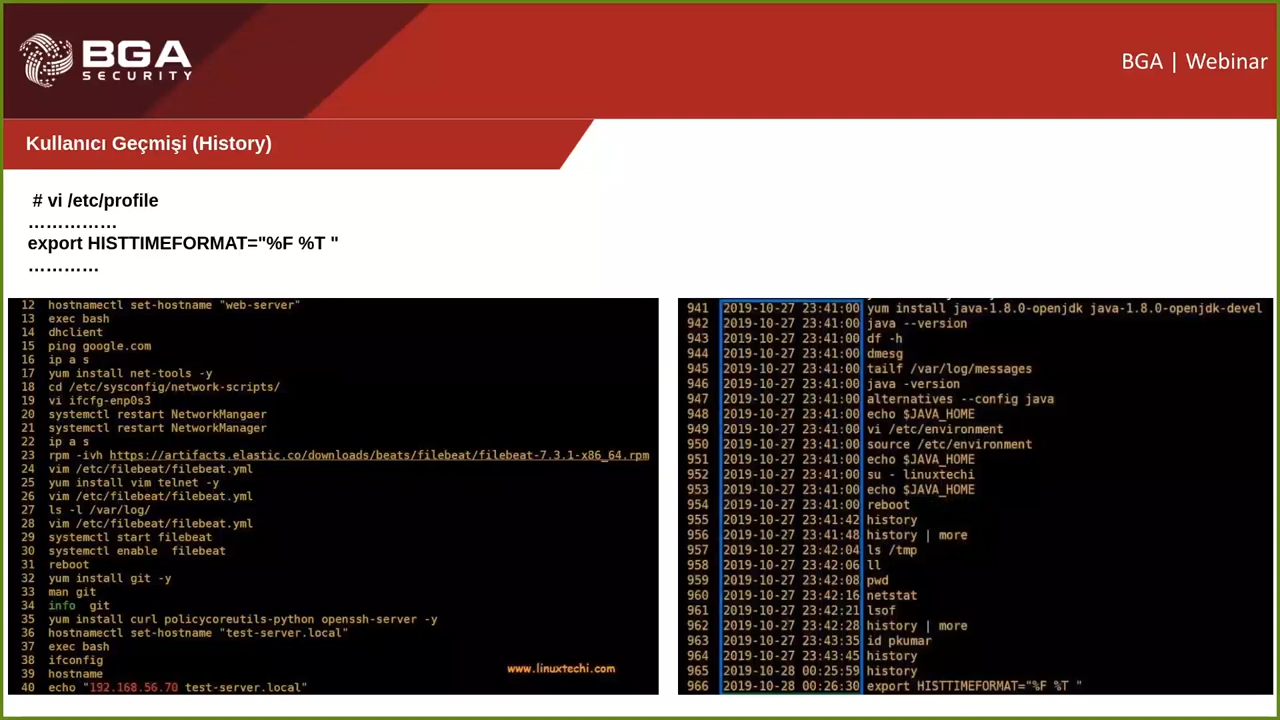 BGA
SECURITY
BGA | Webinar
Kullanıcı Geçmişi (History)
# vi /etc/profile
……………
export HISTTIMEFORMAT="%F %T "
…………
12 hostnamectl set-hostname "web-server"
13 exec bash
14 dhclient
15 ping google.com
16 ip a s
17 yum install net-tools -y
18 cd /etc/sysconfig/network-scripts/
19 vi ifcfg-enp0s3
20 systemctl restart NetworkMangaer
21 systemctl restart NetworkManager
22 ip a s
23 rpm -ivh https://artifacts.elastic.co/downloads/beats/filebeat/filebeat-7.3.1-x86_64.rpm
24 vim /etc/filebeat/filebeat.yml
25 yum install vim telnet -y
26 vim /etc/filebeat/filebeat.yml
27 ls -l /var/log/
28 vim /etc/filebeat/filebeat.yml
29 systemctl start filebeat
30 systemctl enable  filebeat
31 reboot
32 yum install git -y
33 man git
34 info  git
35 yum install curl policycoreutils-python openssh-server -y
36 hostnamectl set-hostname "test-server.local"
37 exec bash
38 ifconfig
39 hostname
40 echo "192.168.56.70 test-server.local"
www.linuxtechi.com
941 2019-10-27 23:41:00 yum install java-1.8.0-openjdk java-1.8.0-openjdk-devel
942 2019-10-27 23:41:00 java --version
943 2019-10-27 23:41:00 df -h
944 2019-10-27 23:41:00 dmesg
945 2019-10-27 23:41:00 tailf /var/log/messages
946 2019-10-27 23:41:00 java -version
947 2019-10-27 23:41:00 alternatives --config java
948 2019-10-27 23:41:00 echo $JAVA_HOME
949 2019-10-27 23:41:00 vi /etc/environment
950 2019-10-27 23:41:00 source /etc/environment
951 2019-10-27 23:41:00 echo $JAVA_HOME
952 2019-10-27 23:41:00 su - linuxtechi
953 2019-10-27 23:41:00 echo $JAVA_HOME
954 2019-10-27 23:41:00 reboot
955 2019-10-27 23:41:42 history
956 2019-10-27 23:41:48 history | more
957 2019-10-27 23:42:04 ls /tmp
958 2019-10-27 23:42:06 ll
959 2019-10-27 23:42:08 pwd
960 2019-10-27 23:42:16 netstat
961 2019-10-27 23:42:21 lsof
962 2019-10-27 23:42:28 history | more
963 2019-10-27 23:43:35 id pkumar
964 2019-10-27 23:43:45 history
965 2019-10-28 00:25:59 history
966 2019-10-28 00:26:30 export HISTTIMEFORMAT="%F %T "